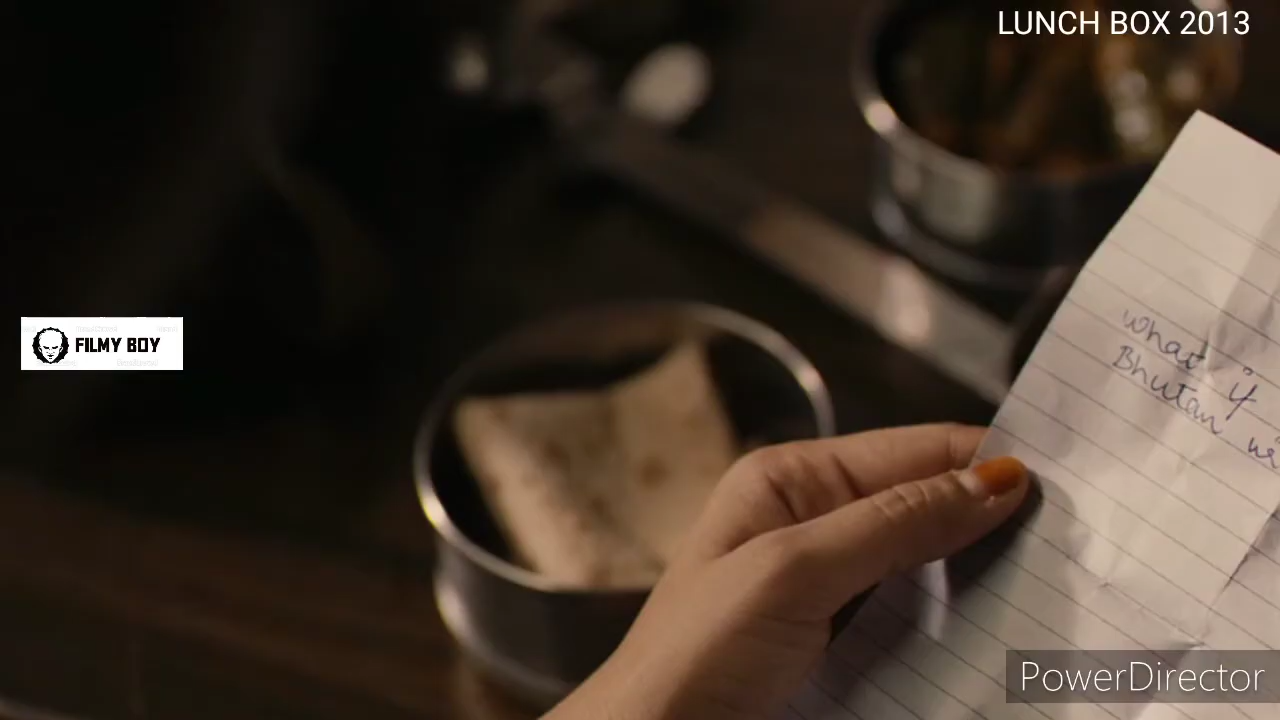 LUNCH BOX 2013
FILMY BOY
what if
Bhutan
PowerDirector